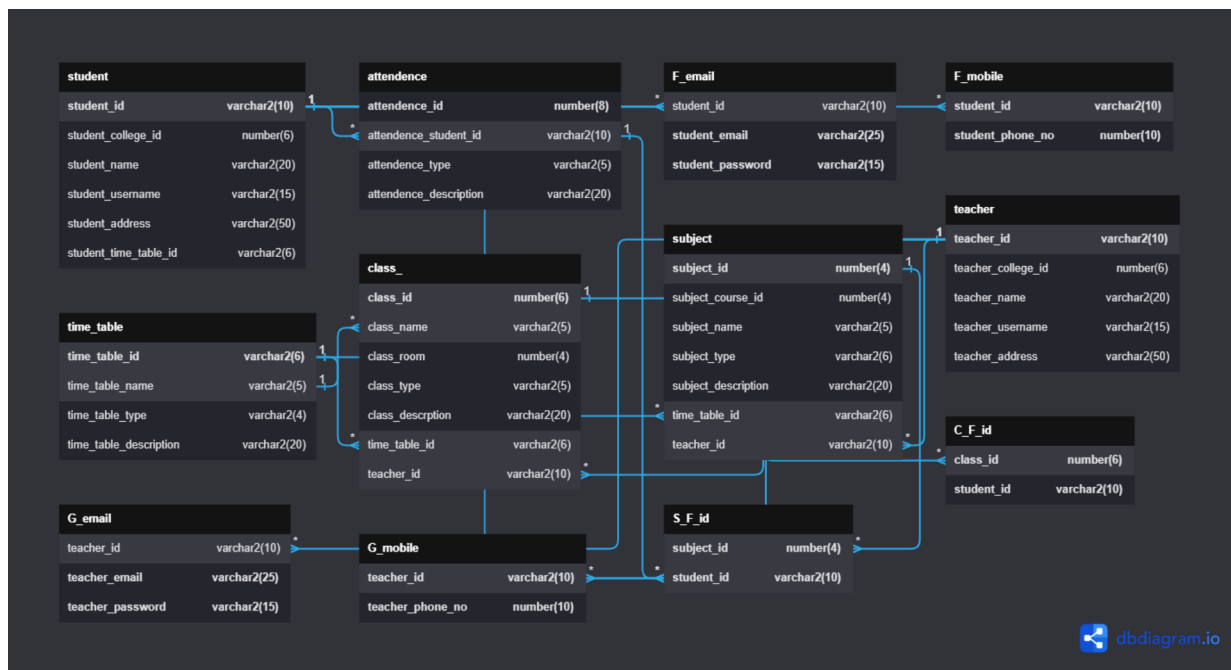 student
student_id varchar2(10)
student_college_id number(6)
student_name varchar2(20)
student_username varchar2(15)
student_address varchar2(50)
student_time_table_id varchar2(6)
attendence
attendence_id number(8)
attendence_student_id varchar2(10)
attendence_type varchar2(5)
attendence_description varchar2(20)
F_email
student_id varchar2(10)
student_email varchar2(25)
student_password varchar2(15)
F_mobile
student_id varchar2(10)
student_phone_no number(10)
teacher
teacher_id varchar2(10)
teacher_college_id number(6)
teacher_name varchar2(20)
teacher_username varchar2(15)
teacher_address varchar2(50)
subject
subject_id number(4)
subject_course_id number(4)
subject_name varchar2(5)
subject_type varchar2(6)
subject_description varchar2(20)
time_table_id varchar2(6)
teacher_id varchar2(10)
class_
class_id number(6)
class_name varchar2(5)
class_room number(4)
class_type varchar2(5)
class_descrption varchar2(20)
time_table_id varchar2(6)
teacher_id varchar2(10)
time_table
time_table_id varchar2(6)
time_table_name varchar2(5)
time_table_type varchar2(4)
time_table_description varchar2(20)
C_F_id
class_id number(6)
student_id varchar2(10)
G_email
teacher_id varchar2(10)
teacher_email varchar2(25)
teacher_password varchar2(15)
G_mobile
teacher_id varchar2(10)
teacher_phone_no number(10)
S_F_id
subject_id number(4)
student_id varchar2(10)
1
*
*
*
1
1
1
*
1
1
*
*
*
*
*
*
*
*
*
dbdiagram.io